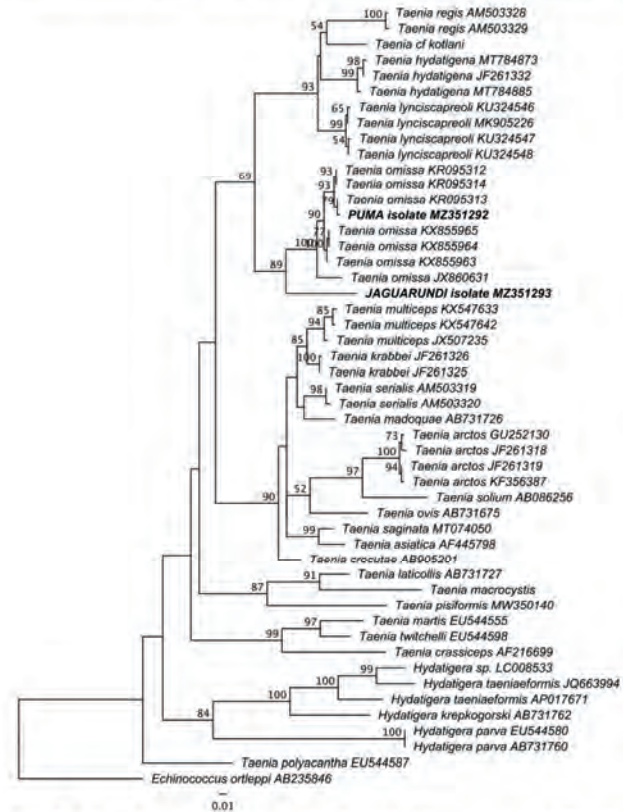 100
Taenia regis AM503328
Taenia regis AM503329
54
Taenia cf kotlani
98
Taenia hydatigena MT784873
99
Taenia hydatigena JF261332
Taenia hydatigena MT784885
93
65
Taenia lynciscapreoli KU324546
99
Taenia lynciscapreoli MK905226
54
Taenia lynciscapreoli KU324547
Taenia lynciscapreoli KU324548
69
93
Taenia omissa KR095312
93
Taenia omissa KR095314
79
Taenia omissa KR095313
90
PUMA isolate MZ351292
77
Taenia omissa KX855965
100
100
Taenia omissa KX855964
Taenia omissa KX855963
89
Taenia omissa JX860631
JAGUARUNDI isolate MZ351293
85
Taenia multiceps KX547633
94
Taenia multiceps KX547642
85
Taenia multiceps JX507235
100
Taenia krabbei JF261326
Taenia krabbei JF261325
98
Taenia serialis AM503319
Taenia serialis AM503320
Taenia madoquae AB731726
73
Taenia arctos GU252130
100
Taenia arctos JF261318
94
Taenia arctos JF261319
97
Taenia arctos KF356387
52
Taenia solium AB086256
90
Taenia ovis AB731675
99
Taenia saginata MT074050
Taenia asiatica AF445798
Taenia crocutae AB905201
91
Taenia laticollis AB731727
87
Taenia macrocystis
Taenia pisiformis MW350140
97
Taenia martis EU544555
99
Taenia twitchelli EU544598
Taenia crassiceps AF216699
99
Hydatigera sp. LC008533
100
Hydatigera taeniaeformis JQ663994
100
Hydatigera taeniaeformis AP017671
84
Hydatigera krepkogorski AB731762
100
Hydatigera parva EU544580
Hydatigera parva AB731760
Taenia polyacantha EU544587
Echinococcus ortleppi AB235846
0.01